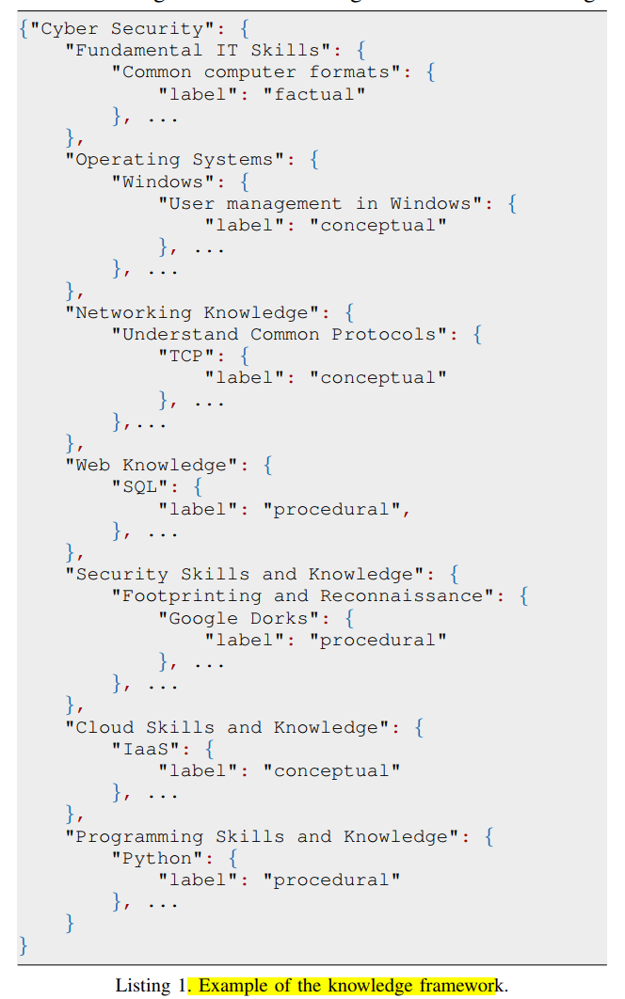 {"Cyber Security": {
    "Fundamental IT Skills": {
        "Common computer formats": {
            "label": "factual"
        }, ...
    },
    "Operating Systems": {
        "Windows": {
            "User management in Windows": {
                "label": "conceptual"
            }, ...
        }, ...
    },
    "Networking Knowledge": {
        "Understand Common Protocols": {
            "TCP": {
                "label": "conceptual"
            }, ...
        },...
    },
    "Web Knowledge": {
        "SQL": {
            "label": "procedural",
        }, ...
    },
    "Security Skills and Knowledge": {
        "Footprinting and Reconnaissance": {
            "Google Dorks": {
                "label": "procedural"
            }, ...
        }, ...
    },
    "Cloud Skills and Knowledge": {
        "IaaS": {
            "label": "conceptual"
        }, ...
    },
    "Programming Skills and Knowledge": {
        "Python": {
            "label": "procedural"
        }, ...
    }
}
Listing 1. Example of the knowledge framework.